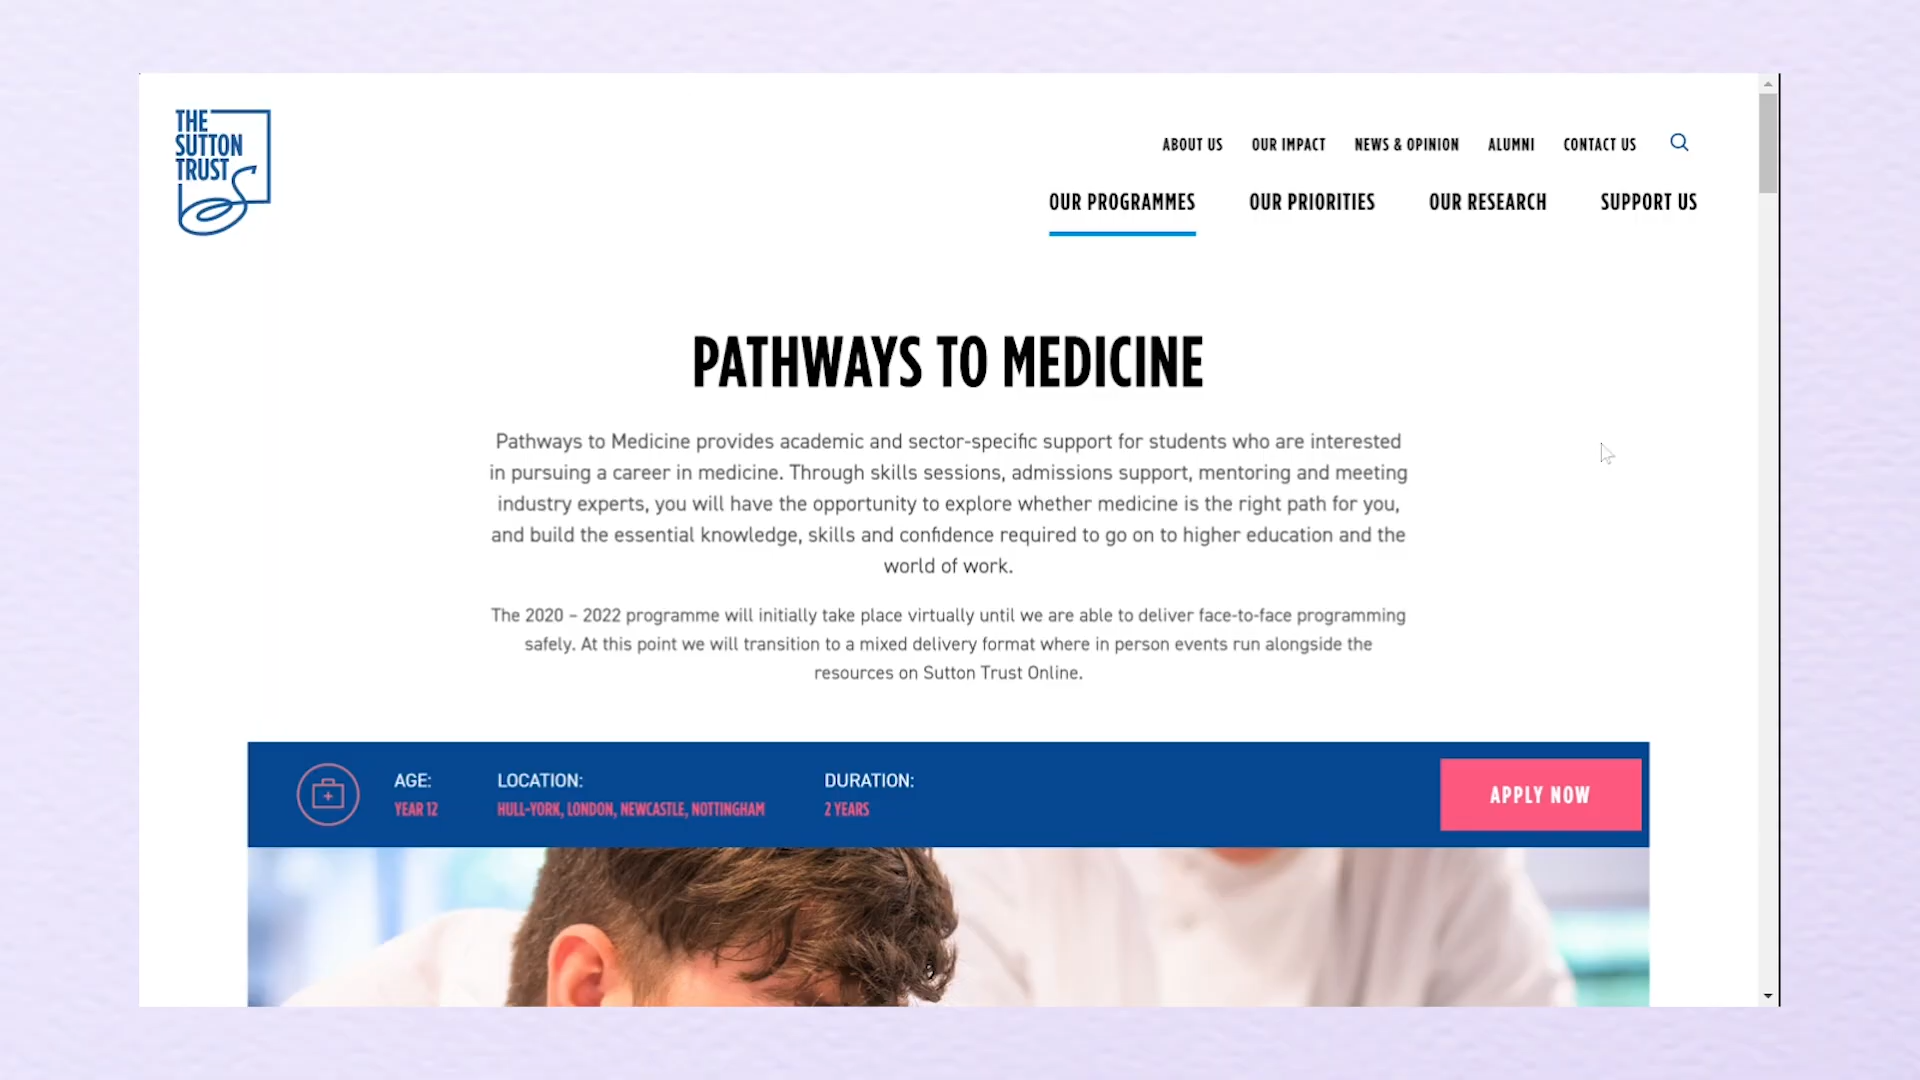 THE
SUTTON
TRUST
ABOUT US OUR IMPACT NEWS & OPINION ALUMNI CONTACT US
OUR PROGRAMMES OUR PRIORITIES OUR RESEARCH SUPPORT US
PATHWAYS TO MEDICINE
Pathways to Medicine provides academic and sector-specific support for students who are interested
in pursuing a career in medicine. Through skills sessions, admissions support, mentoring and meeting
industry experts, you will have the opportunity to explore whether medicine is the right path for you,
and build the essential knowledge, skills and confidence required to go on to higher education and the
world of work.
The 2020 – 2022 programme will initially take place virtually until we are able to deliver face-to-face programming
safely. At this point we will transition to a mixed delivery format where in person events run alongside the
resources on Sutton Trust Online.
AGE: LOCATION: DURATION:
YEAR 12 HULL-YORK, LONDON, NEWCASTLE, NOTTINGHAM 2 YEARS
APPLY NOW